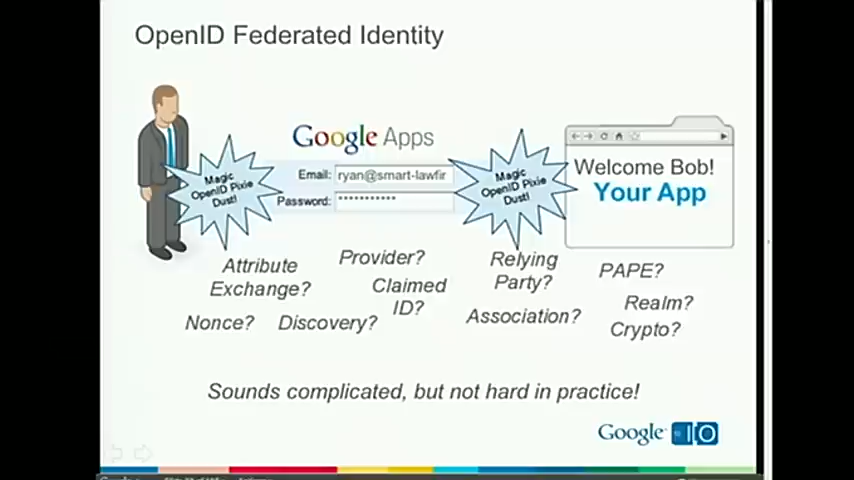 OpenID Federated Identity
Google Apps
Magic
OpenID Pixie
Dust!
Email: ryan@smart-lawfir
Password: ***********
Magic
OpenID Pixie
Dust!
Welcome Bob!
Your App
Attribute
Exchange?
Provider?
Claimed
ID?
Relying
Party?
PAPE?
Nonce?
Discovery?
Association?
Realm?
Crypto?
Sounds complicated, but not hard in practice!
Google IO